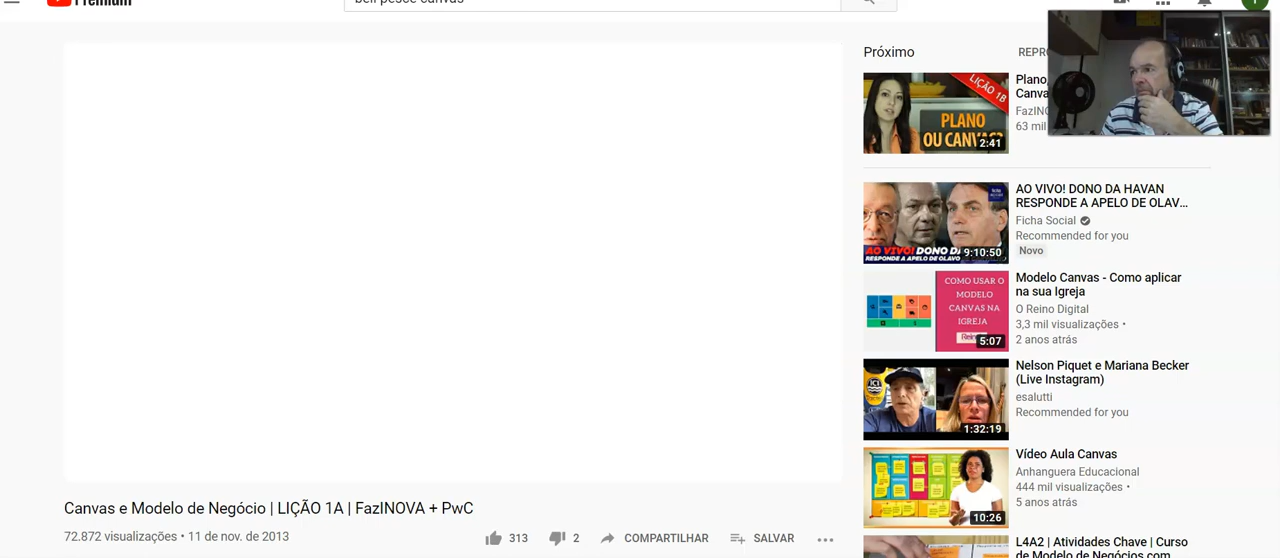 Premium
bell pesce canvas
Próximo
REPRO
LIÇÃO 18
PLANO
OU CANVAS?
2:41
Plano
Canva
FazINO
63 mil
AO VIVO! DONO DA
RESPONDE A APELO DE OLAVO
9:10:50
AO VIVO! DONO DA HAVAN
RESPONDE A APELO DE OLAV...
Ficha Social
Recommended for you
Novo
COMO USAR O
MODELO
CANVAS NA
IGREJA
5:07
Modelo Canvas - Como aplicar
na sua Igreja
O Reino Digital
3,3 mil visualizações •
2 anos atrás
1:32:19
Nelson Piquet e Mariana Becker
(Live Instagram)
esalutti
Recommended for you
10:26
Vídeo Aula Canvas
Anhanguera Educacional
444 mil visualizações •
5 anos atrás
L4A2 | Atividades Chave | Curso
de Modelo de Negócios com
Canvas e Modelo de Negócio | LIÇÃO 1A | FazINOVA + PwC
72.872 visualizações • 11 de nov. de 2013
313
2
COMPARTILHAR
SALVAR